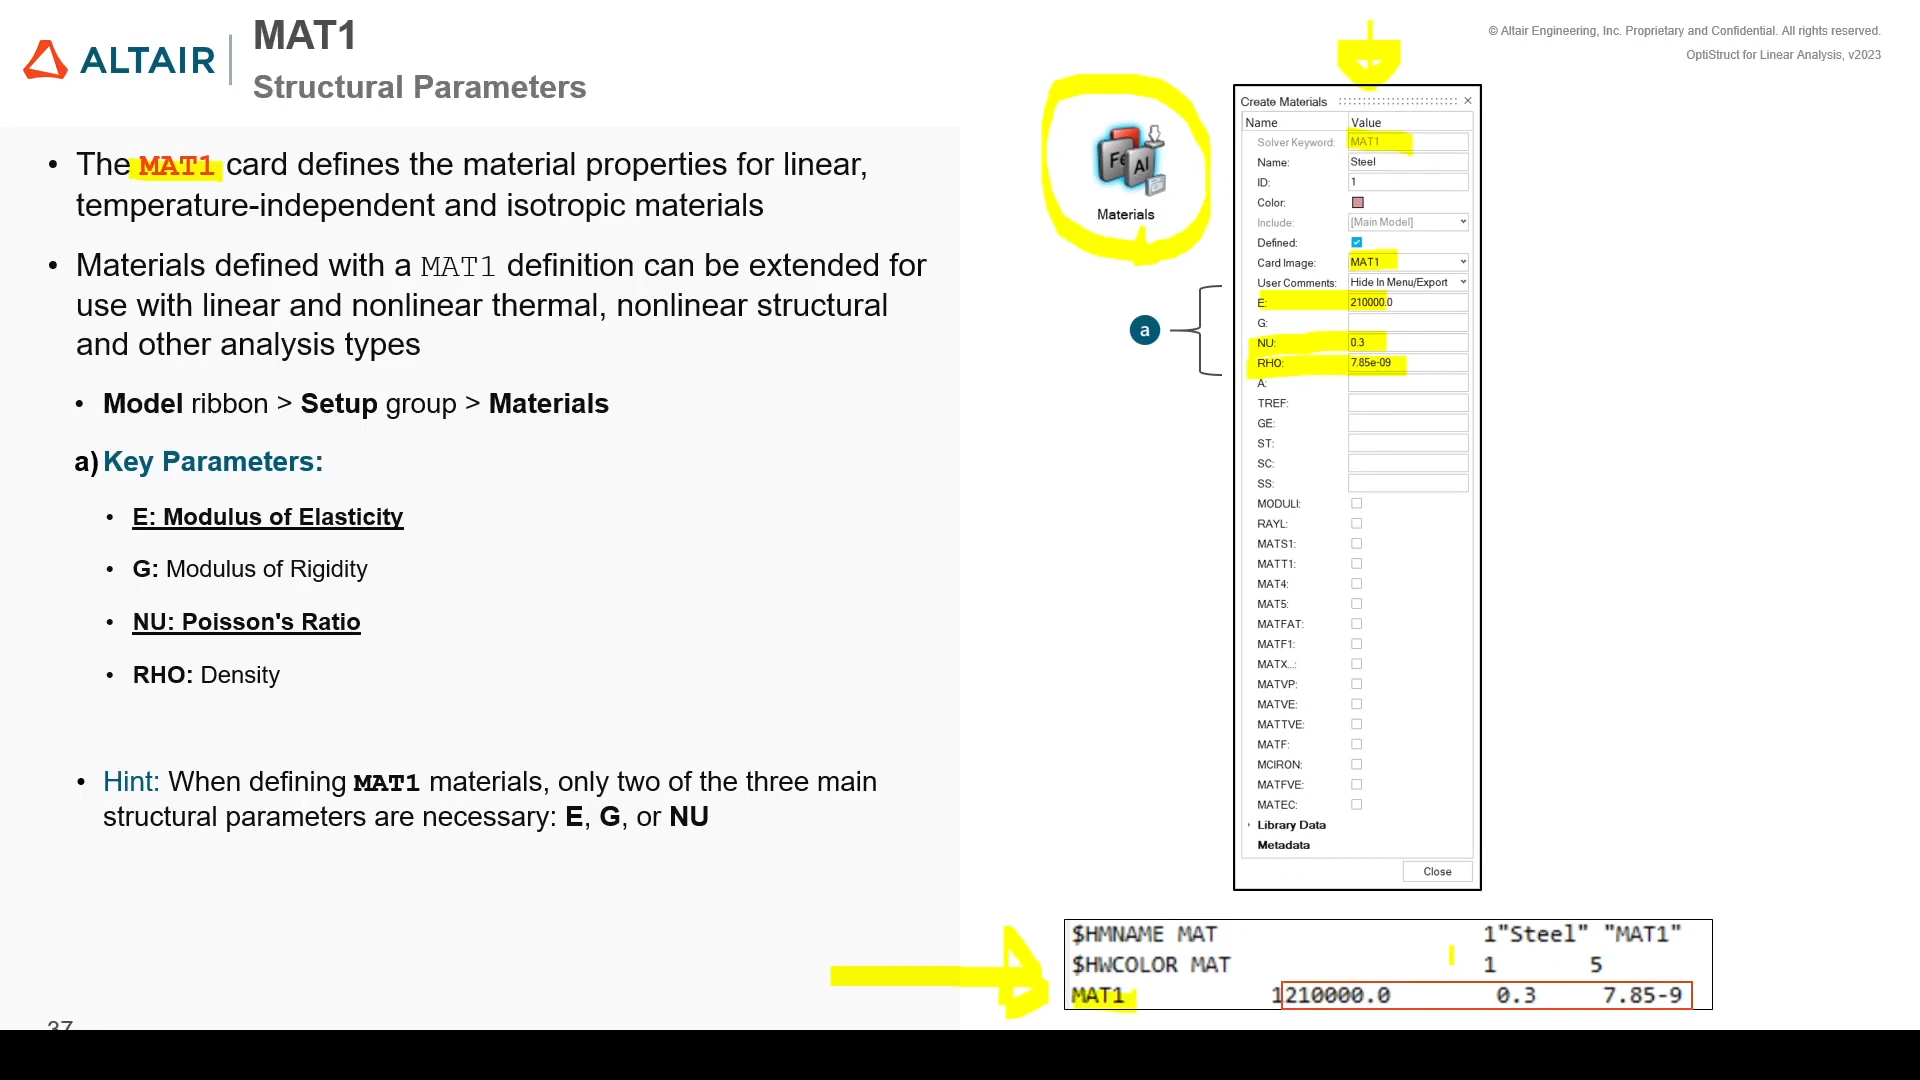 ALTAIR
MAT1
Structural Parameters
© Altair Engineering, Inc. Proprietary and Confidential. All rights reserved.
OptiStruct for Linear Analysis, v2023
• The MAT1 card defines the material properties for linear,
temperature-independent and isotropic materials
• Materials defined with a MAT1 definition can be extended for
use with linear and nonlinear thermal, nonlinear structural
and other analysis types
• Model ribbon > Setup group > Materials
a) Key Parameters:
• E: Modulus of Elasticity
• G: Modulus of Rigidity
• NU: Poisson's Ratio
• RHO: Density
• Hint: When defining MAT1 materials, only two of the three main
structural parameters are necessary: E, G, or NU
37
Fe
Al
Materials
a
Create Materials
Name Value
Solver Keyword: MAT1
Name: Steel
ID: 1
Color:
Include: [Main Model]
Defined:
Card Image: MAT1
User Comments: Hide In Menu/Export
E: 210000.0
G:
NU: 0.3
RHO: 7.85e-09
A:
TREF:
GE:
ST:
SC:
SS:
MODULI:
RAYL:
MATS1:
MATT1:
MAT4:
MAT5:
MATFAT:
MATF1:
MATX...:
MATVP:
MATVE:
MATTVE:
MATF:
MCIRON:
MATFVE:
MATEC:
Library Data
Metadata
Close
$HMNAME MAT 1"Steel" "MAT1"
$HWCOLOR MAT 1 5
MAT1 1210000.0 0.3 7.85-9